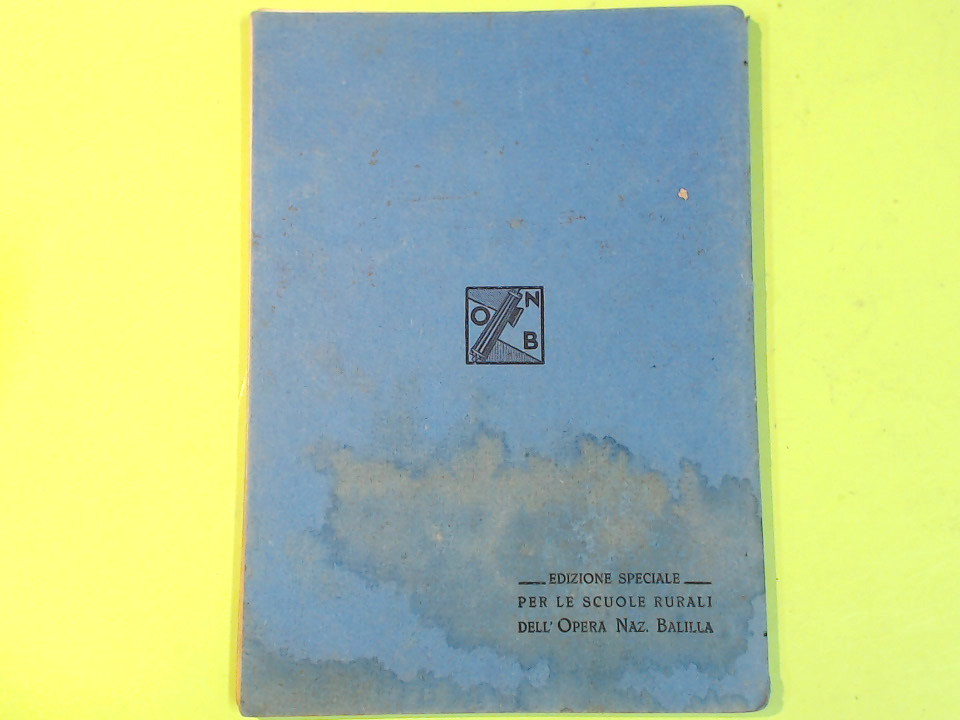 O N
B
EDIZIONE SPECIALE
PER LE SCUOLE RURALI
DELL' OPERA NAZ. BALILLA